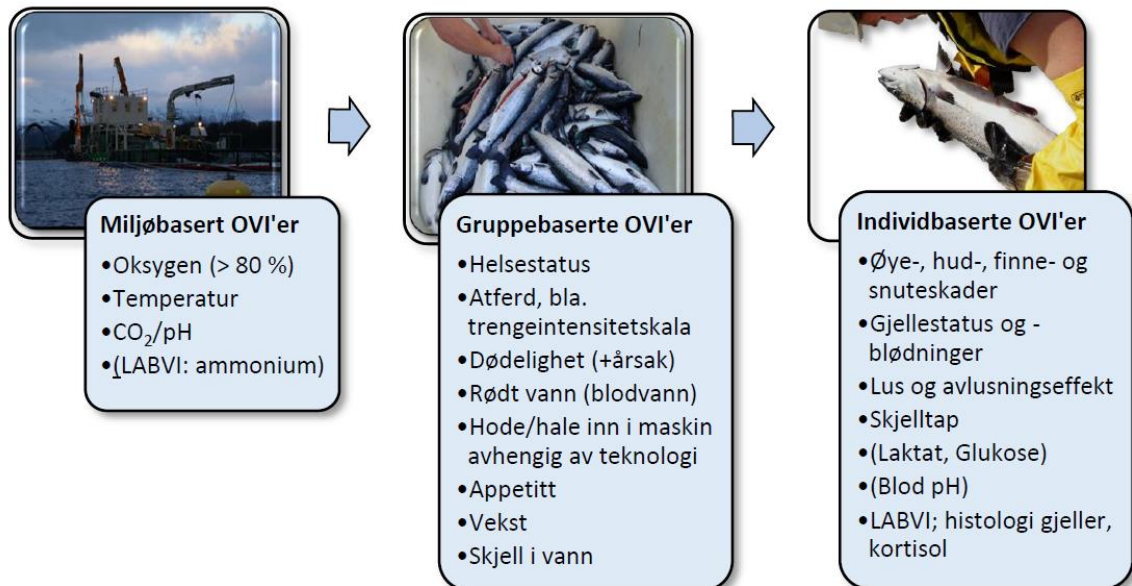 Miljøbasert OVI'er
•Oksygen (> 80 %)
•Temperatur
•CO₂/pH
•(LABVI: ammonium)
Gruppebaserte OVI'er
•Helsestatus
•Atferd, bla.
trengeintensitetskala
•Dødelighet (+årsak)
•Rødt vann (blodvann)
•Hode/hale inn i maskin
avhengig av teknologi
•Appetitt
•Vekst
•Skjell i vann
Individbaserte OVI'er
•Øye-, hud-, finne- og
snuteskader
•Gjellestatus og -
blødninger
•Lus og avlusningseffekt
•Skjelltap
•(Laktat, Glukose)
•(Blod pH)
•LABVI; histologi gjeller,
kortisol